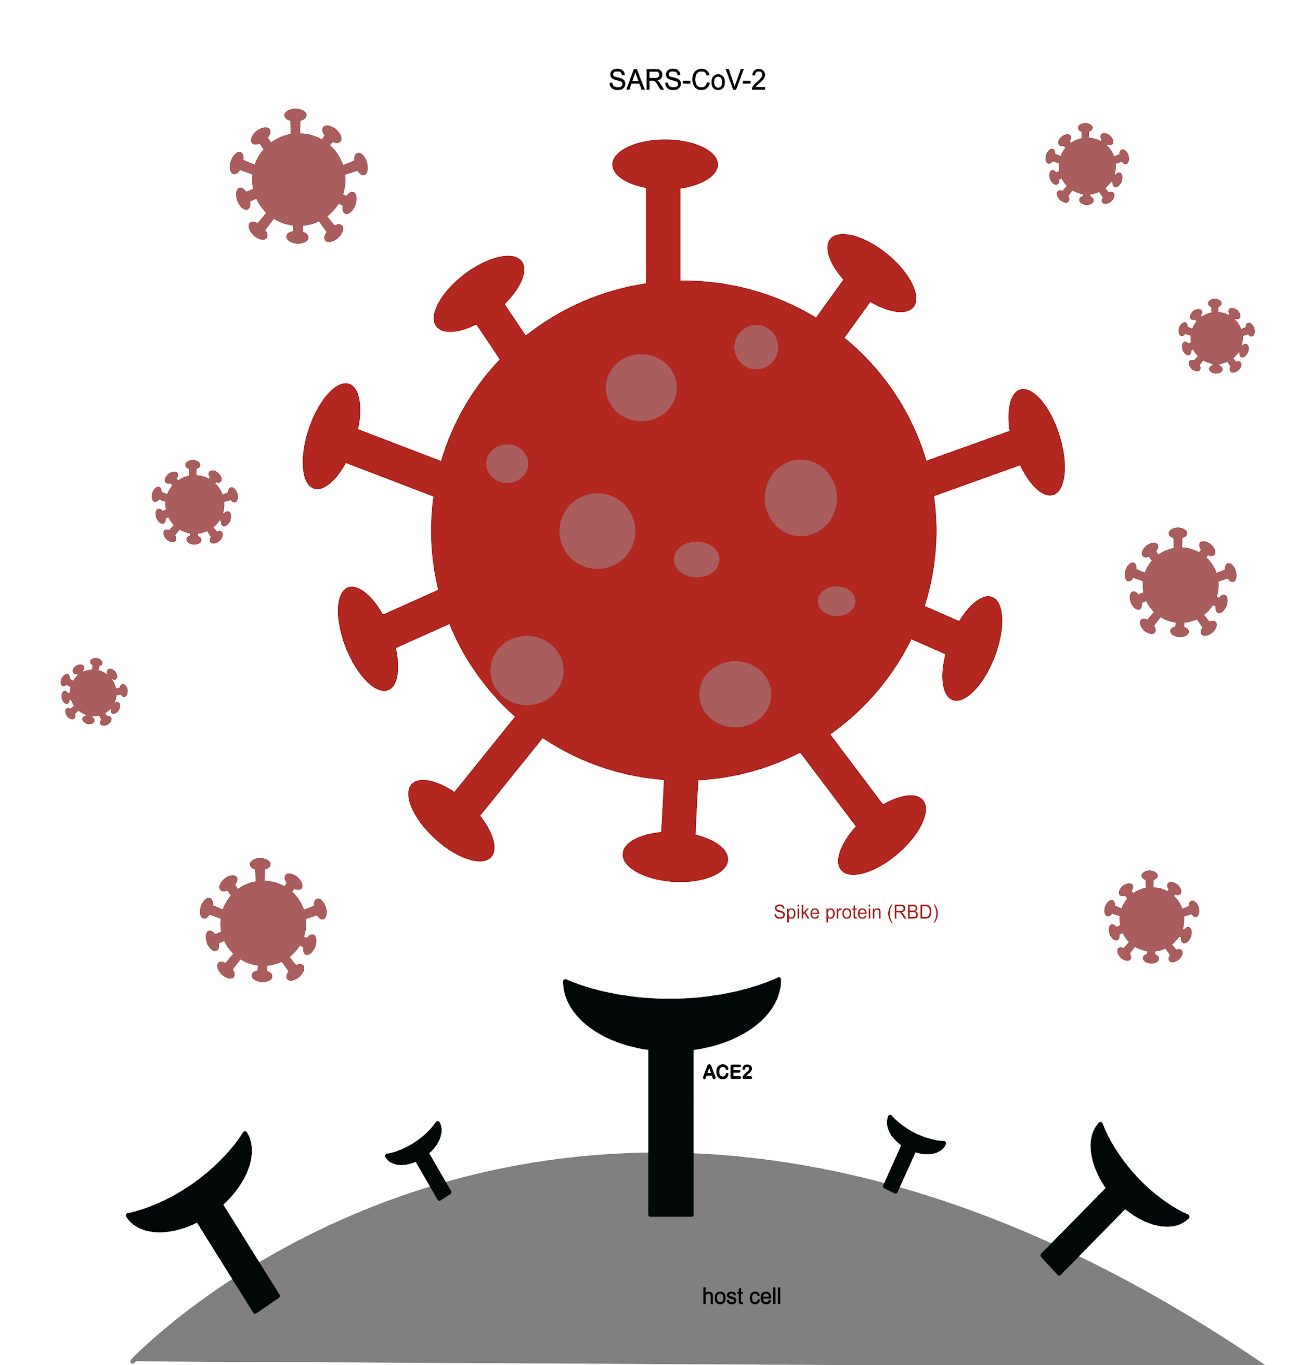 SARS-CoV-2
Spike protein (RBD)
ACE2
host cell